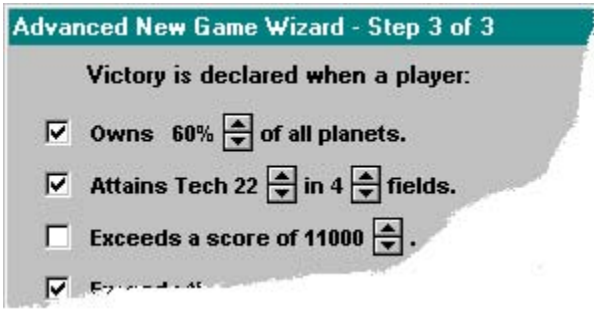 Advanced New Game Wizard - Step 3 of 3
Victory is declared when a player:
Owns 60% of all planets.
Attains Tech 22 in 4 fields.
Exceeds a score of 11000 .